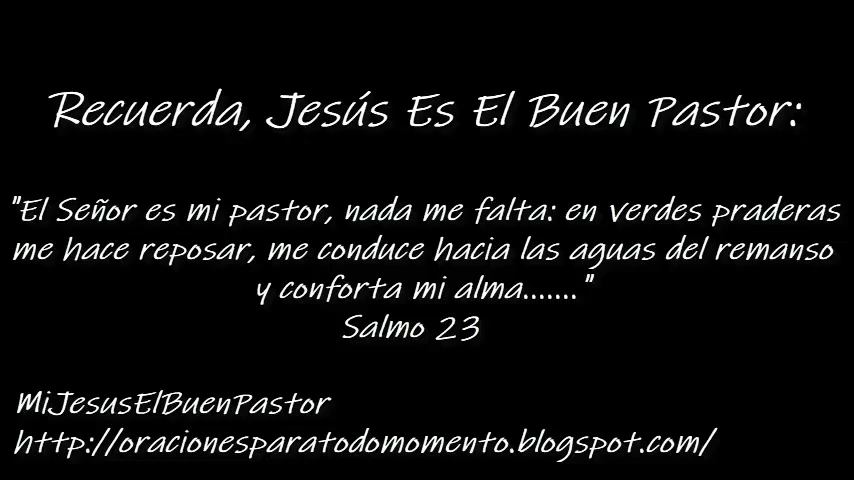 Recuerda, Jesús Es El Buen Pastor:
"El Señor es mi pastor, nada me falta: en verdes praderas
me hace reposar, me conduce hacia las aguas del remanso
y conforta mi alma....... "
Salmo 23
MiJesusElBuenPastor
http://oracionesparatodomomento.blogspot.com/